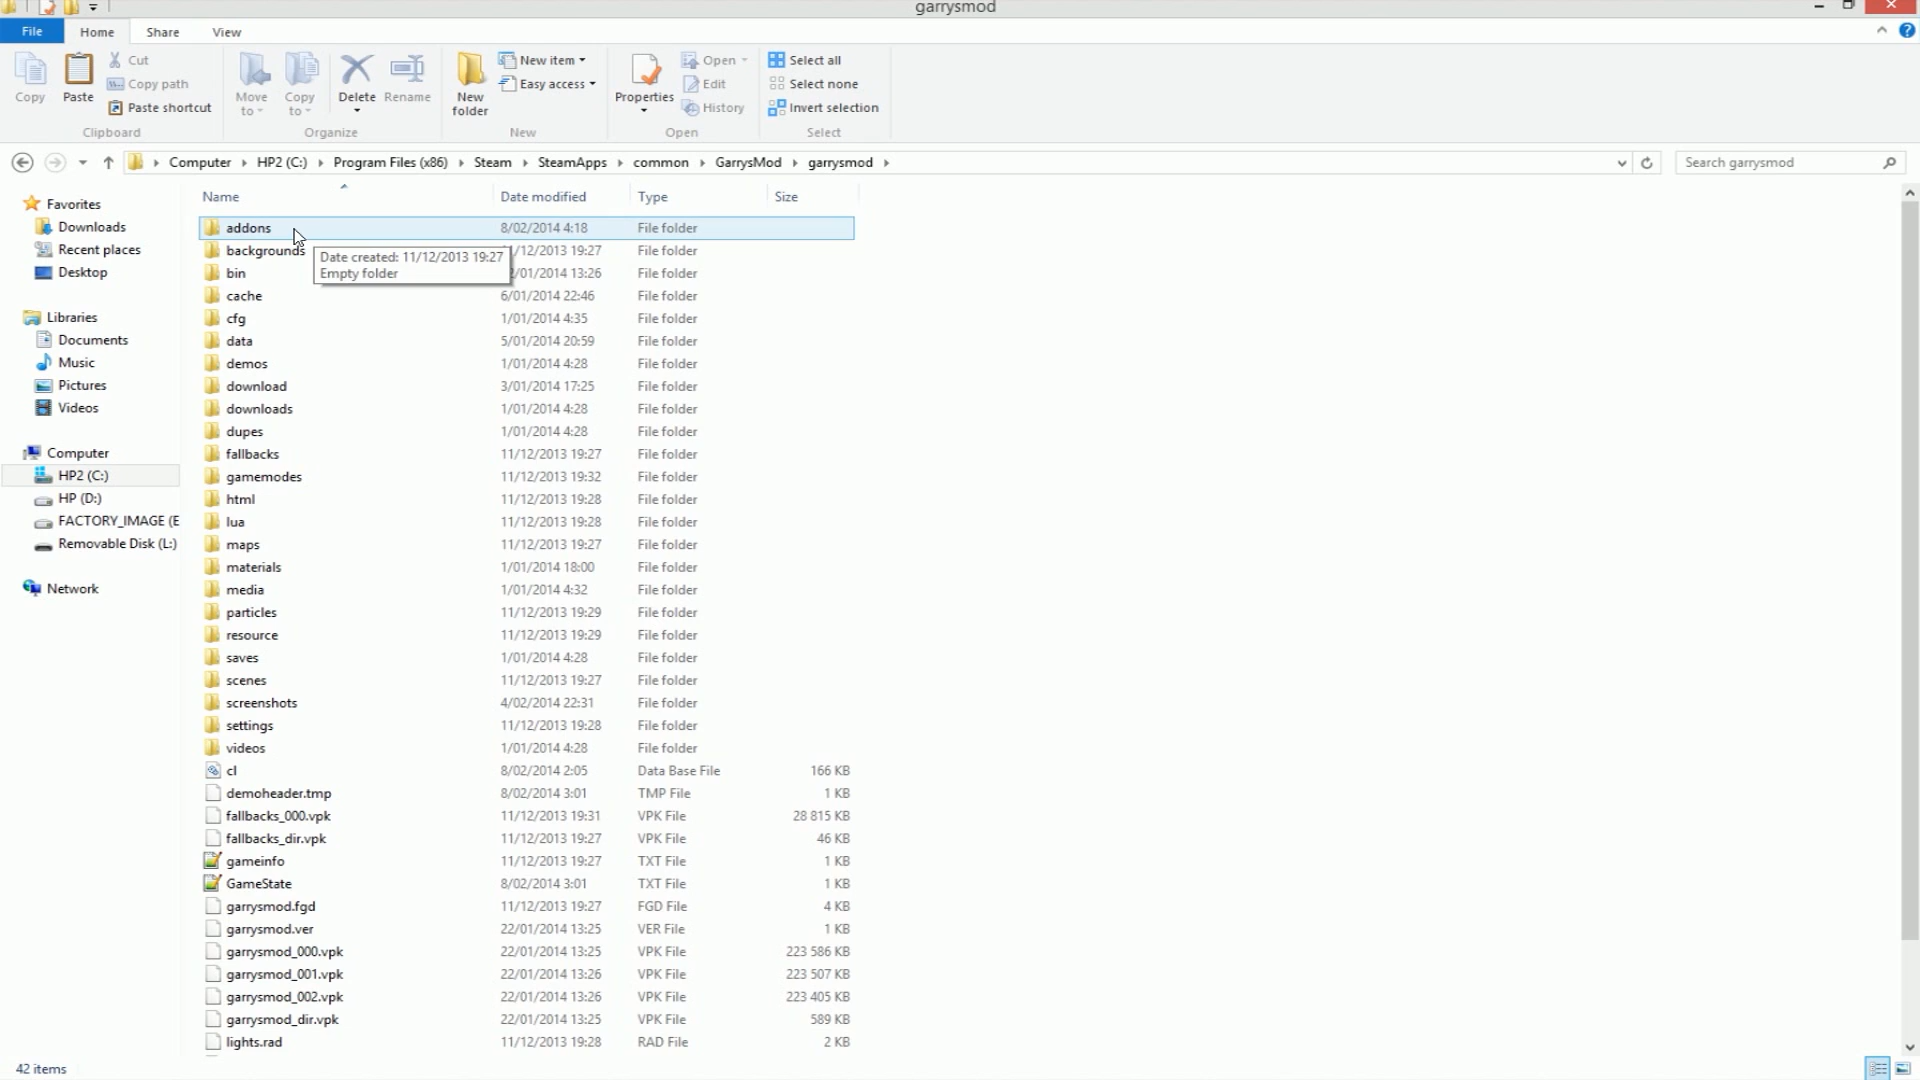 garrysmod
File Home Share View
Copy Paste Cut Copy path Paste shortcut Move to Copy to Delete Rename New folder New item Easy access Properties Open Edit History Select all Select none Invert selection
Clipboard Organize New Open Select
Computer HP2 (C:) Program Files (x86) Steam SteamApps common GarrysMod garrysmod Search garrysmod
Favorites
Downloads
Recent places
Desktop
Libraries
Documents
Music
Pictures
Videos
Computer
HP2 (C:)
HP (D:)
FACTORY_IMAGE (E
Removable Disk (L:)
Network
Name Date modified Type Size
addons 8/02/2014 4:18 File folder
backgrounds /12/2013 19:27 File folder
Date created: 11/12/2013 19:27
Empty folder
bin /01/2014 13:26 File folder
cache 6/01/2014 22:46 File folder
cfg 1/01/2014 4:35 File folder
data 5/01/2014 20:59 File folder
demos 1/01/2014 4:28 File folder
download 3/01/2014 17:25 File folder
downloads 1/01/2014 4:28 File folder
dupes 1/01/2014 4:28 File folder
fallbacks 11/12/2013 19:27 File folder
gamemodes 11/12/2013 19:32 File folder
html 11/12/2013 19:28 File folder
lua 11/12/2013 19:28 File folder
maps 11/12/2013 19:27 File folder
materials 1/01/2014 18:00 File folder
media 1/01/2014 4:32 File folder
particles 11/12/2013 19:29 File folder
resource 11/12/2013 19:29 File folder
saves 1/01/2014 4:28 File folder
scenes 11/12/2013 19:27 File folder
screenshots 4/02/2014 22:31 File folder
settings 11/12/2013 19:28 File folder
videos 1/01/2014 4:28 File folder
cl 8/02/2014 2:05 Data Base File 166 KB
demoheader.tmp 8/02/2014 3:01 TMP File 1 KB
fallbacks_000.vpk 11/12/2013 19:31 VPK File 28 815 KB
fallbacks_dir.vpk 11/12/2013 19:27 VPK File 46 KB
gameinfo 11/12/2013 19:27 TXT File 1 KB
GameState 8/02/2014 3:01 TXT File 1 KB
garrysmod.fgd 11/12/2013 19:27 FGD File 4 KB
garrysmod.ver 22/01/2014 13:25 VER File 1 KB
garrysmod_000.vpk 22/01/2014 13:25 VPK File 223 586 KB
garrysmod_001.vpk 22/01/2014 13:26 VPK File 223 507 KB
garrysmod_002.vpk 22/01/2014 13:26 VPK File 223 405 KB
garrysmod_dir.vpk 22/01/2014 13:25 VPK File 589 KB
lights.rad 11/12/2013 19:28 RAD File 2 KB
42 items